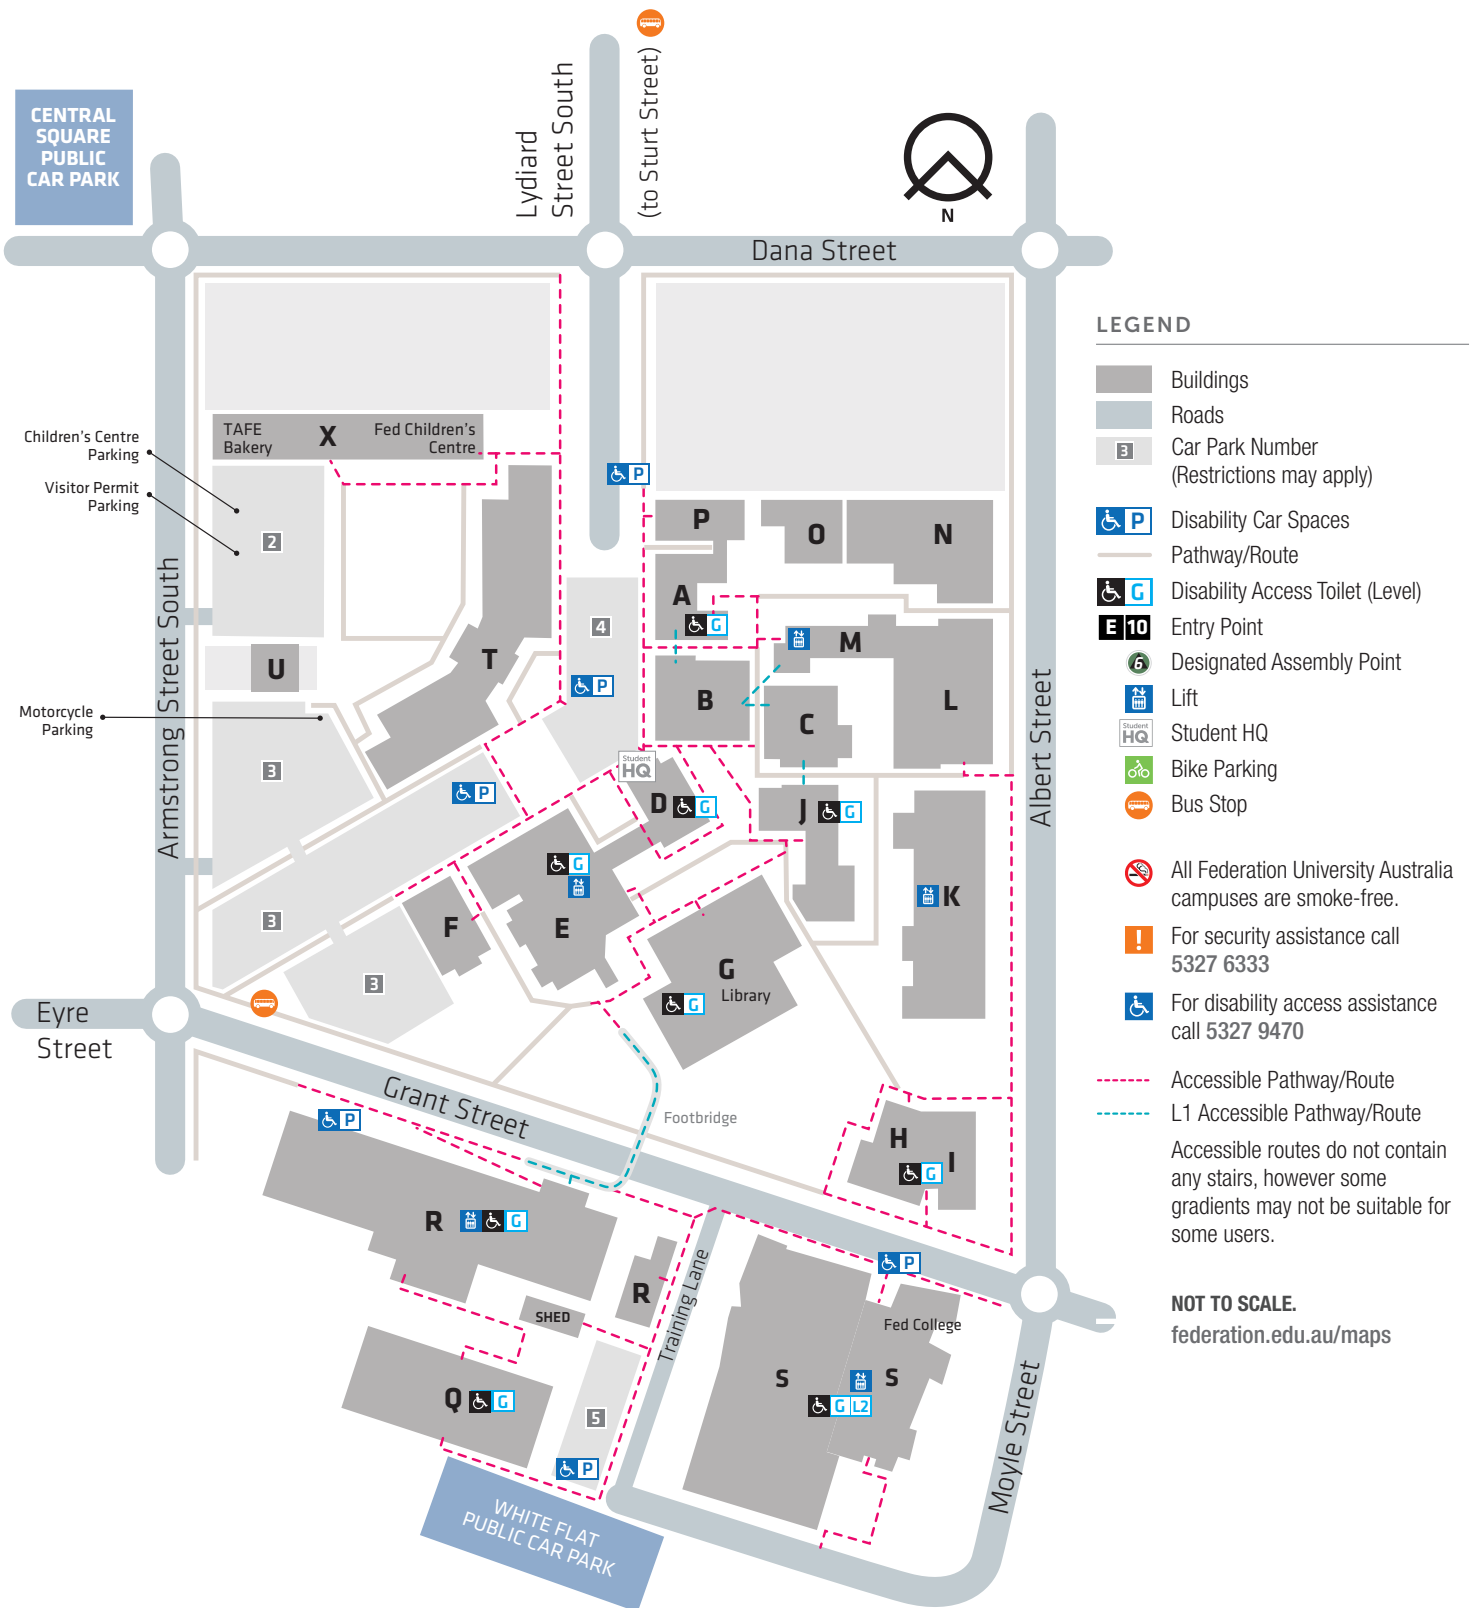 CENTRAL
SQUARE
PUBLIC
CAR PARK
Lydiard
Street South
(to Sturt Street)
N
Dana Street
TAFE
Bakery
X
Fed Children's
Centre
Children's Centre
Parking
Visitor Permit
Parking
2
P
P
O
N
A
G
4
M
U
T
P
B
L
C
Motorcycle
Parking
Armstrong Street South
Albert Street
3
Student
HQ
P
D
G
J
G
G
K
3
F
E
G
Library
G
3
Eyre
Street
Grant Street
Footbridge
P
H
I
G
R
G
P
R
SHED
Training Lane
Fed College
S
S
G L2
Q
G
5
P
Moyle Street
WHITE FLAT
PUBLIC CAR PARK
LEGEND
Buildings
Roads
3
Car Park Number
(Restrictions may apply)
P
Disability Car Spaces
Pathway/Route
G
Disability Access Toilet (Level)
E 10
Entry Point
6
Designated Assembly Point
Lift
Student
HQ
Student HQ
Bike Parking
Bus Stop
All Federation University Australia
campuses are smoke-free.
!
For security assistance call
5327 6333
For disability access assistance
call 5327 9470
Accessible Pathway/Route
L1 Accessible Pathway/Route
Accessible routes do not contain
any stairs, however some
gradients may not be suitable for
some users.
NOT TO SCALE.
federation.edu.au/maps